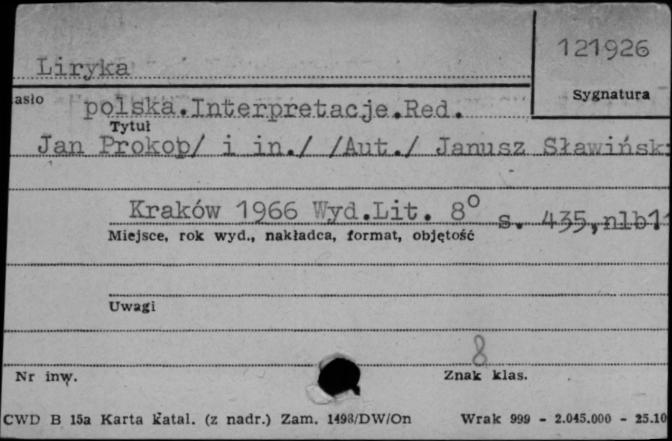 121926
Liryka
Sygnatura
asło
polska.Interpretacje.Red.
Tytuł
Jan Prokop/ i in./ /Aut./ Janusz Sławińsk
Kraków 1966 Wyd.Lit. 8° s. 435,nlb1
Miejsce, rok wyd., nakładca, format, objętość
Uwagi
8
Nr inw.
Znak klas.
CWD B 15a Karta katal. (z nadr.) Zam. 1498/DW/On Wrak 999 - 2.045.000 - 25.10